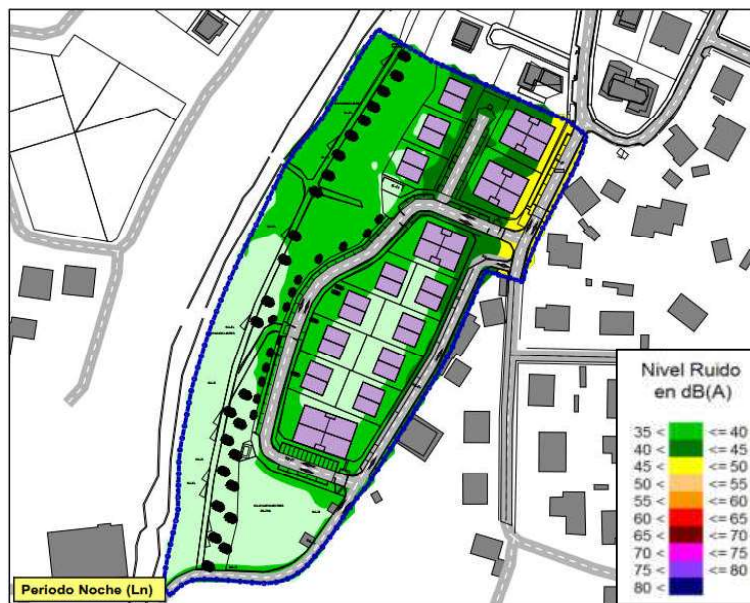 Nivel Ruido
en dB(A)
35 < <= 40
40 < <= 45
45 < <= 50
50 < <= 55
55 < <= 60
60 < <= 65
65 < <= 70
70 < <= 75
75 < <= 80
80 <
Periodo Noche (Ln)